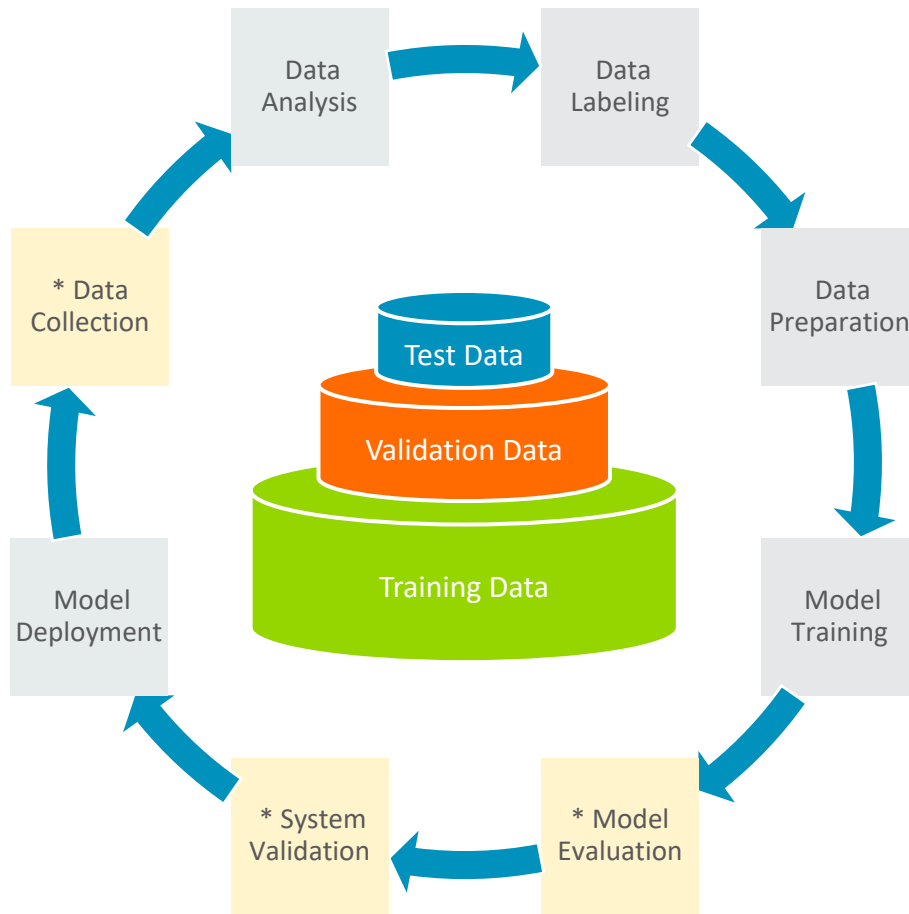 Data
Analysis
Data
Labeling
* Data
Collection
Data
Preparation
Test Data
Validation Data
Training Data
Model
Deployment
Model
Training
* System
Validation
* Model
Evaluation